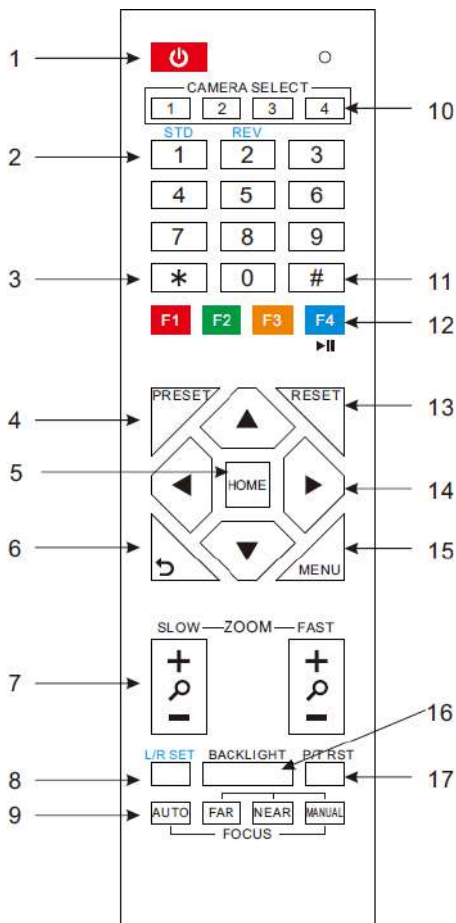 1
CAMERA SELECT
1 2 3 4
10
STD REV
2
1 2 3
4 5 6
7 8 9
3
* 0 #
11
F1 F2 F3 F4
12
PRESET RESET
4
13
5
HOME
14
6
MENU
15
SLOW ZOOM FAST
+ +
7
- -
16
L/R SET BACKLIGHT P/T RST
8
17
9
AUTO FAR NEAR MANUAL
FOCUS